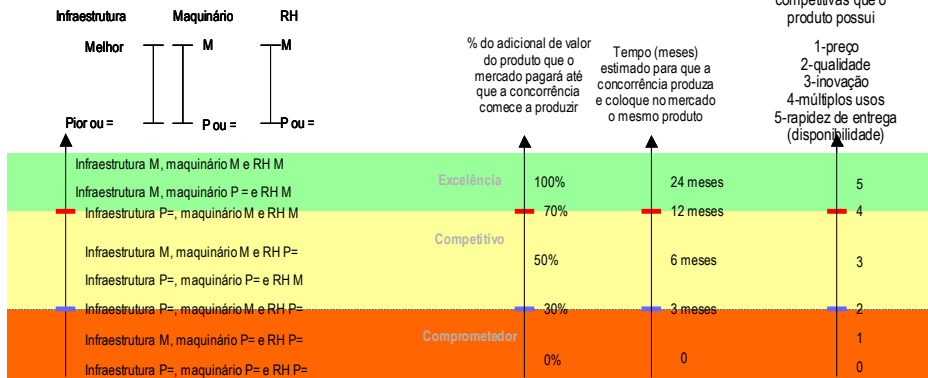 competitivas que o
produto possui
Infraestrutura
Maquinário
RH
Melhor
M
M
Pior ou =
P ou =
P ou =
% do adicional de valor
do produto que o
mercado pagará até
que a concorrência
comece a produzir
Tempo (meses)
estimado para que a
concorrência produza
e coloque no mercado
o mesmo produto
1-preço
2-qualidade
3-inovação
4-múltiplos usos
5-rapidez de entrega
(disponibilidade)
Infraestrutura M, maquinário M e RH M
Infraestrutura M, maquinário P = e RH M
Excelência
100%
24 meses
5
Infraestrutura P=, maquinário M e RH M
70%
12 meses
4
Competitivo
Infraestrutura M, maquinário M e RH P=
50%
6 meses
3
Infraestrutura P=, maquinário P= e RH M
Infraestrutura P=, maquinário M e RH P=
30%
3 meses
2
Infraestrutura M, maquinário P= e RH P=
Comprometedor
1
Infraestrutura P=, maquinário P= e RH P=
0%
0
0